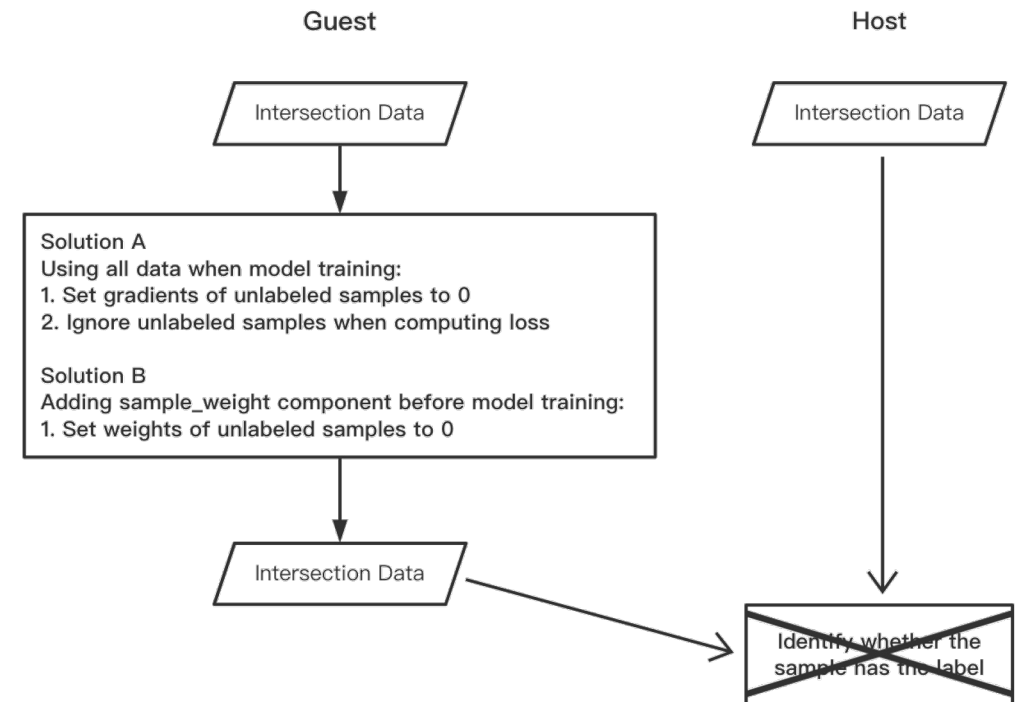 Guest
Host
Intersection Data
Intersection Data
Solution A
Using all data when model training:
1. Set gradients of unlabeled samples to 0
2. Ignore unlabeled samples when computing loss
Solution B
Adding sample_weight component before model training:
1. Set weights of unlabeled samples to 0
Intersection Data
Identify whether the
sample has the label